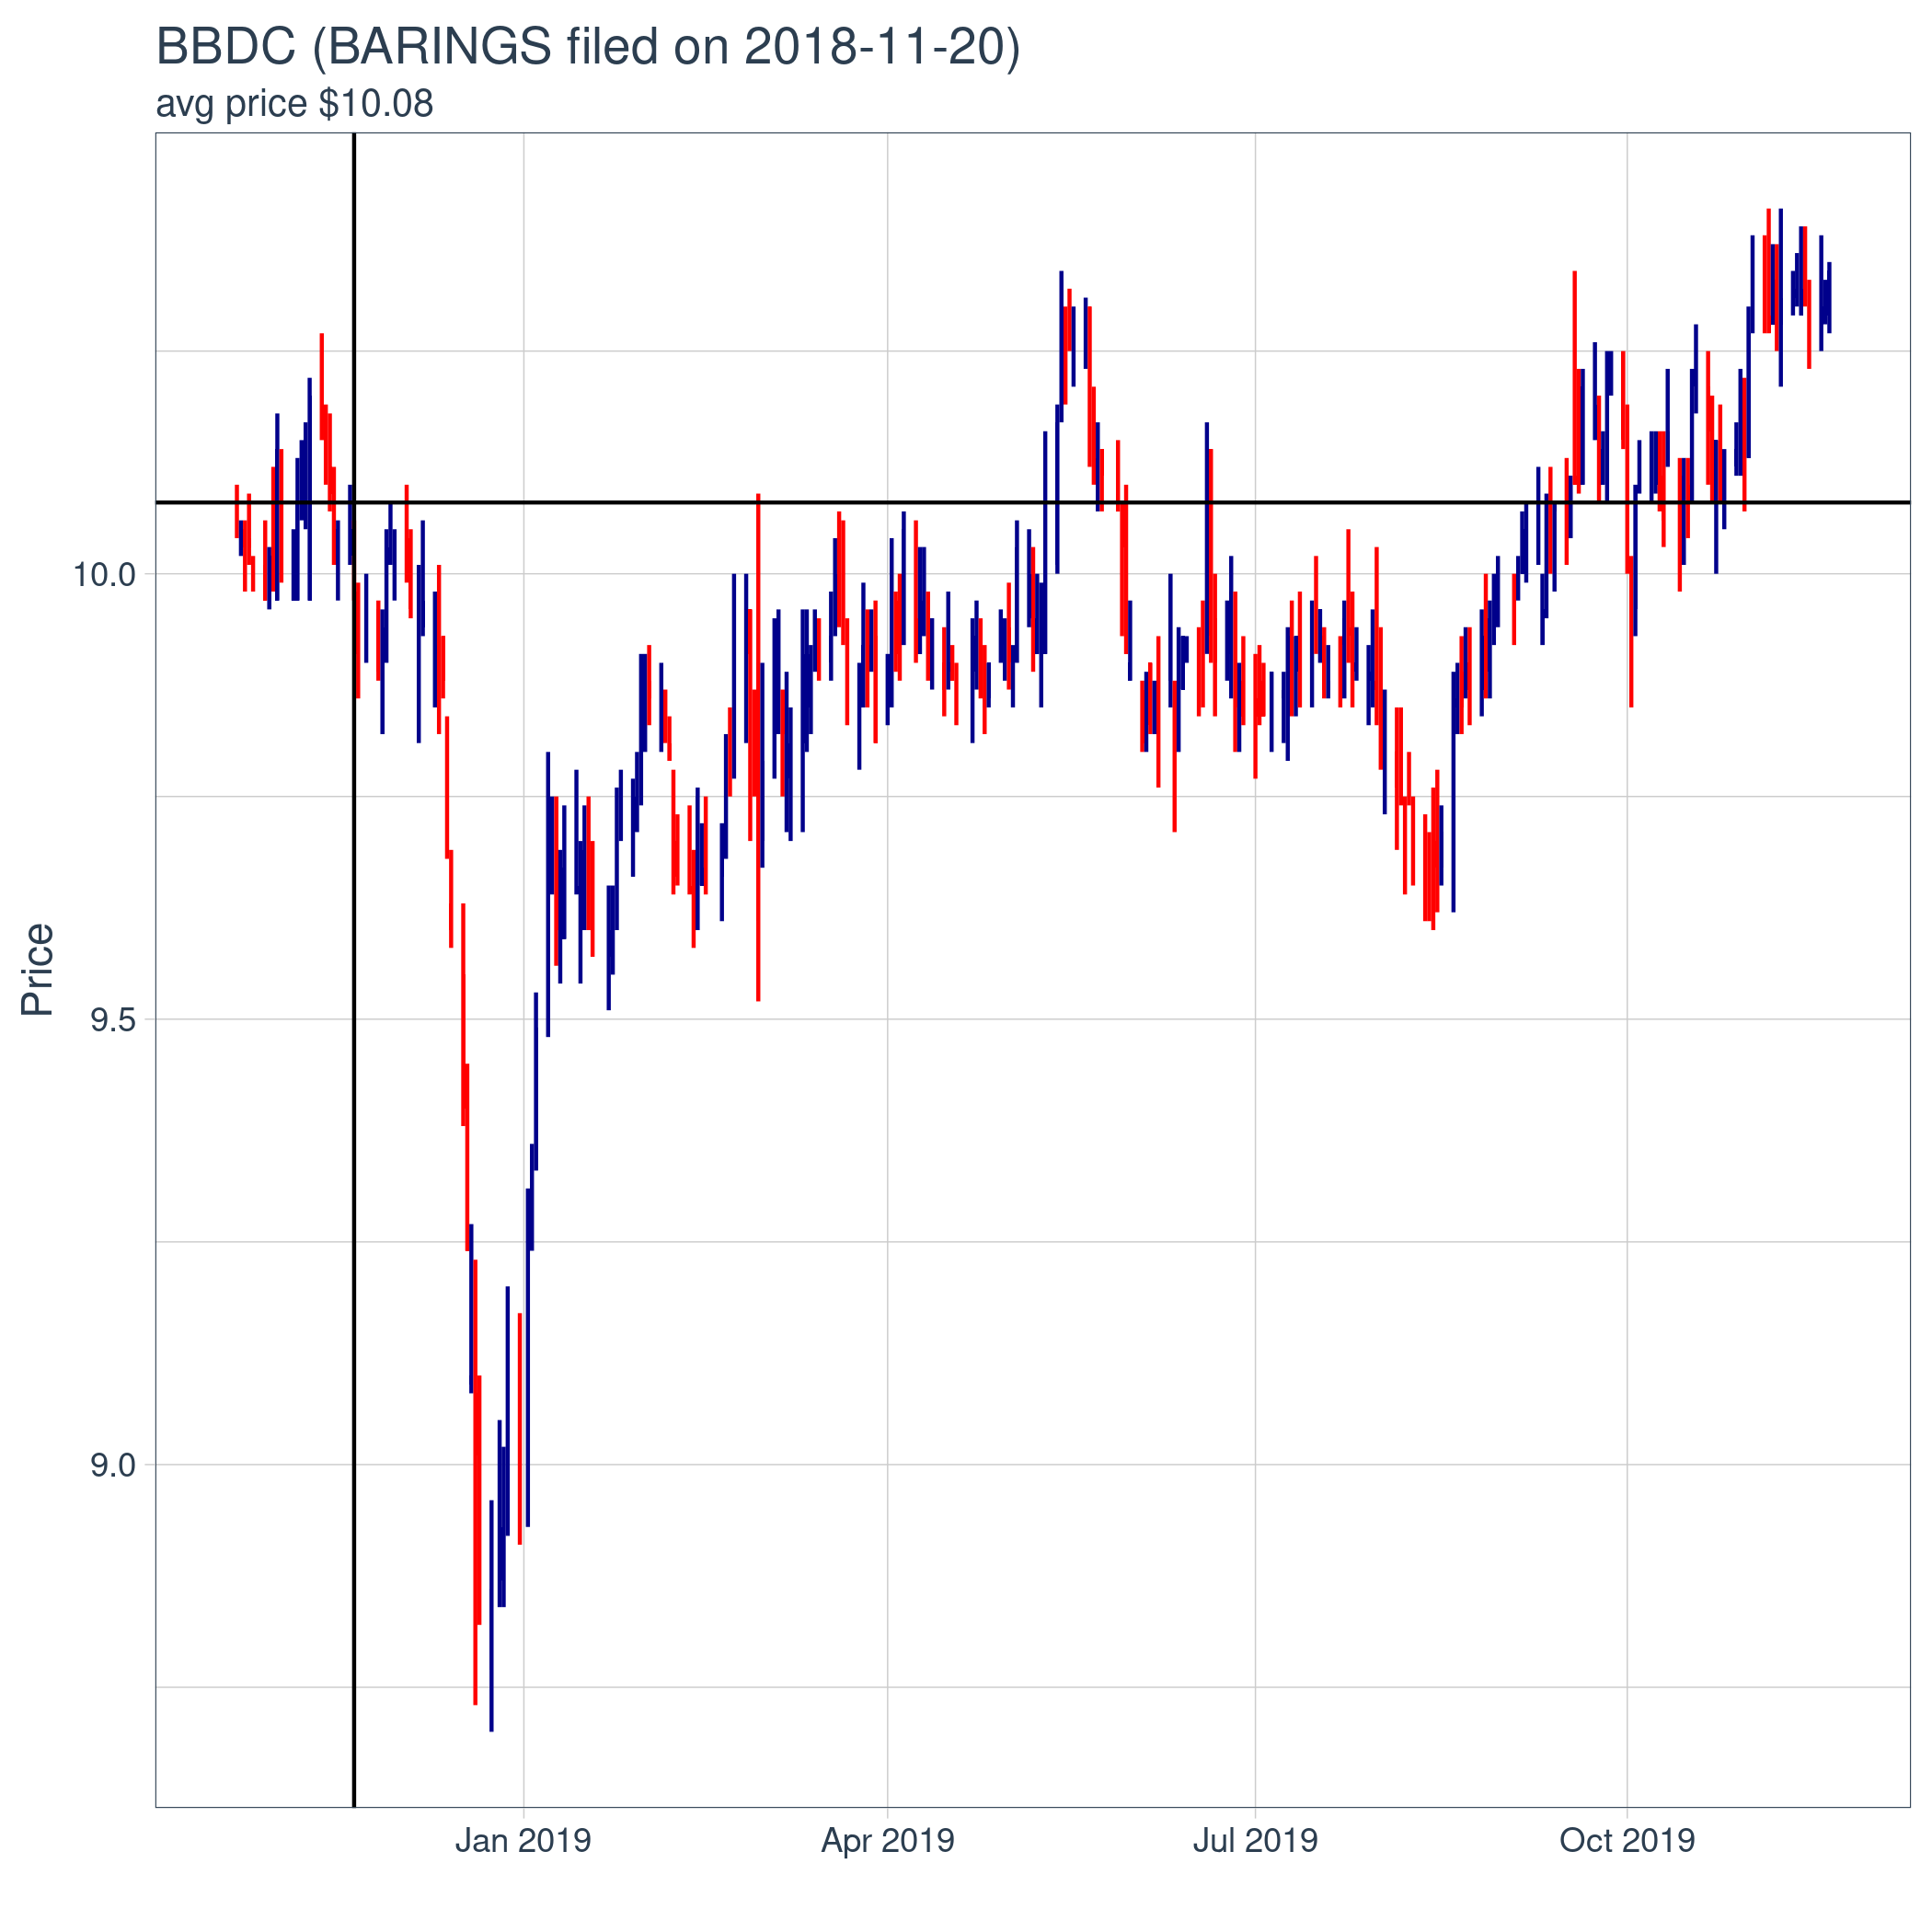 BBDC (BARINGS filed on 2018-11-20)
avg price $10.08
Price
10.0
9.5
9.0
Jan 2019
Apr 2019
Jul 2019
Oct 2019